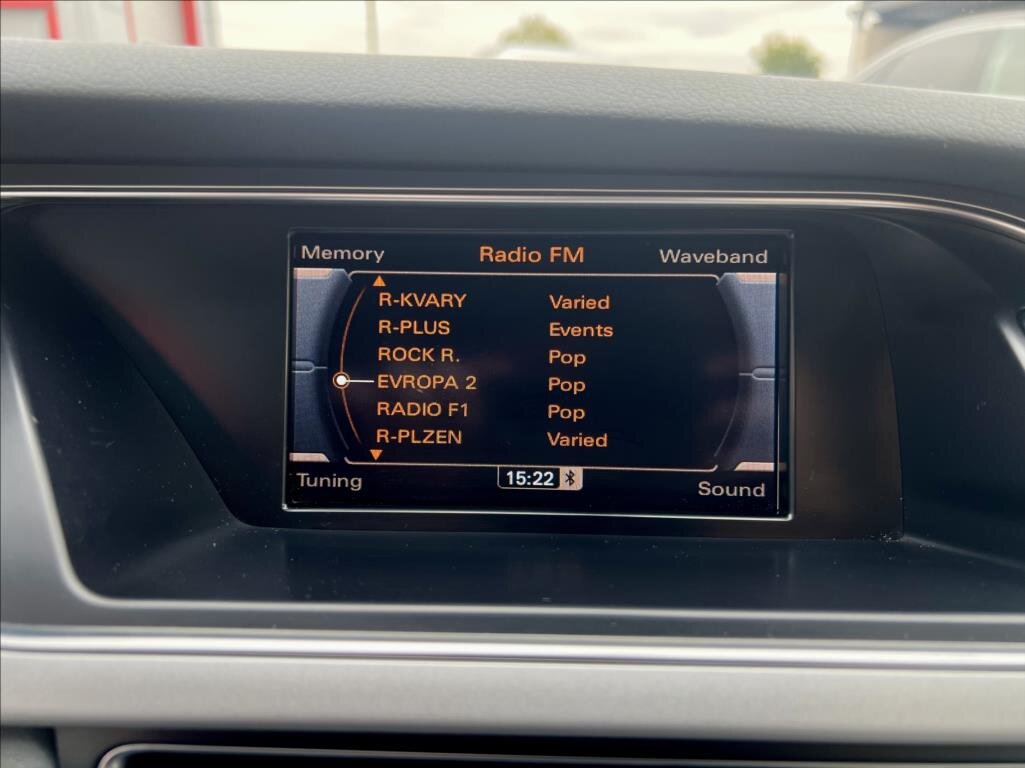 Memory Radio FM Waveband
R-KVARY Varied
R-PLUS Events
ROCK R. Pop
EVROPA 2 Pop
RADIO F1 Pop
R-PLZEN Varied
Tuning 15:22 Sound